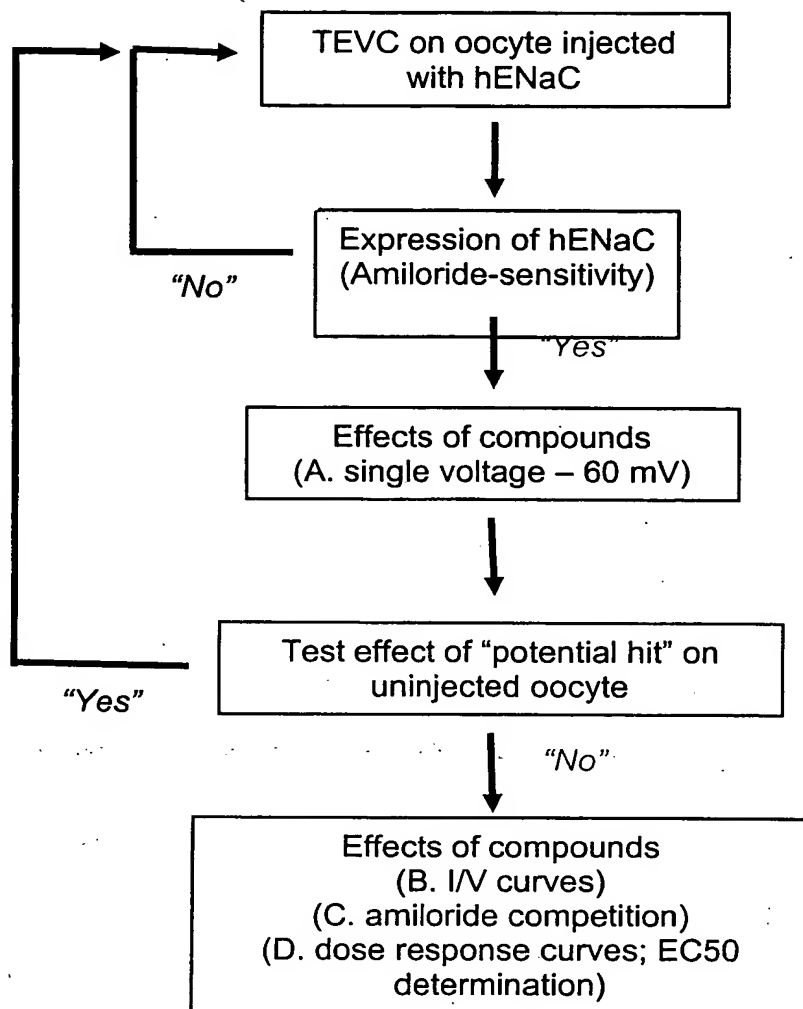 TEVC on oocyte injected
with hENaC
Expression of hENaC
(Amiloride-sensitivity)
“No”
“Yes”
Effects of compounds
(A. single voltage – 60 mV)
Test effect of “potential hit” on
uninjected oocyte
“Yes”
“No”
Effects of compounds
(B. I/V curves)
(C. amiloride competition)
(D. dose response curves; EC50
determination)